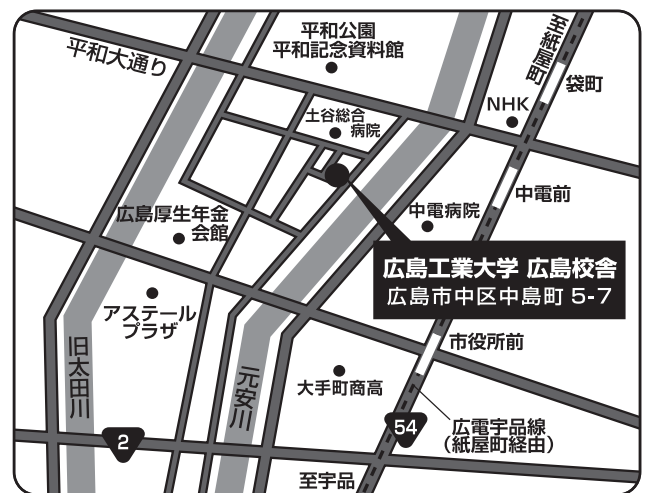 平和公園
平和記念資料館
平和大通り
至紙屋町
袋町
NHK
土谷総合
病院
中電前
広島厚生年金
会館
中電病院
広島工業大学 広島校舎
広島市中区中島町 5-7
アステール
プラザ
市役所前
旧太田川
元安川
大手町商高
2
54
広電宇品線
(紙屋町経由)
至宇品